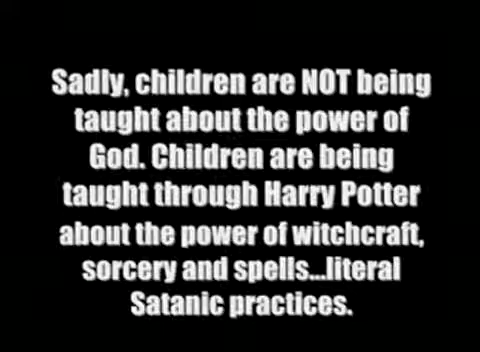 Sadly, children are NOT being
taught about the power of
God. Children are being
taught through Harry Potter
about the power of witchcraft,
sorcery and spells...literal
Satanic practices.